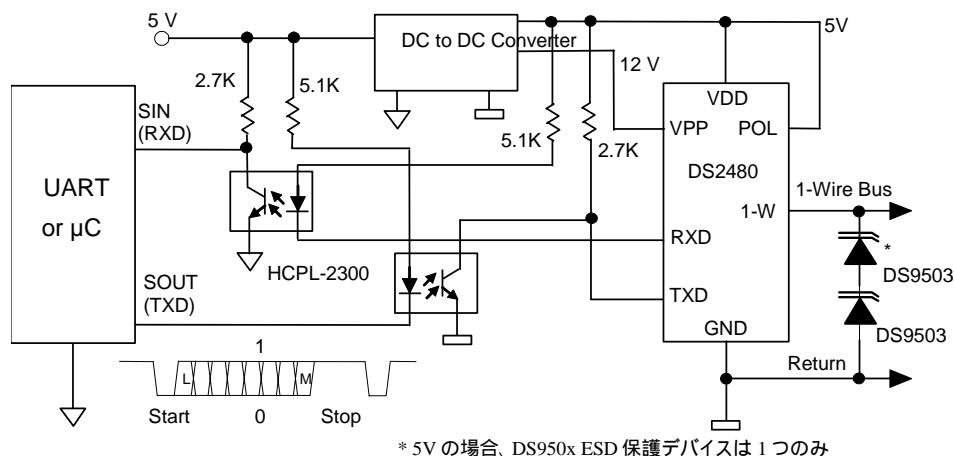 5 V
DC to DC Converter
5V
12 V
2.7K
5.1K
SIN
(RXD)
5.1K
2.7K
VDD
VPP
POL
DS2480
UART
or µC
1-Wire Bus
1-W
RXD
*
DS9503
HCPL-2300
SOUT
(TXD)
TXD
DS9503
GND
1
L
M
Return
Start
0
Stop
* 5V の場合、DS950x ESD 保護デバイスは 1 つのみ